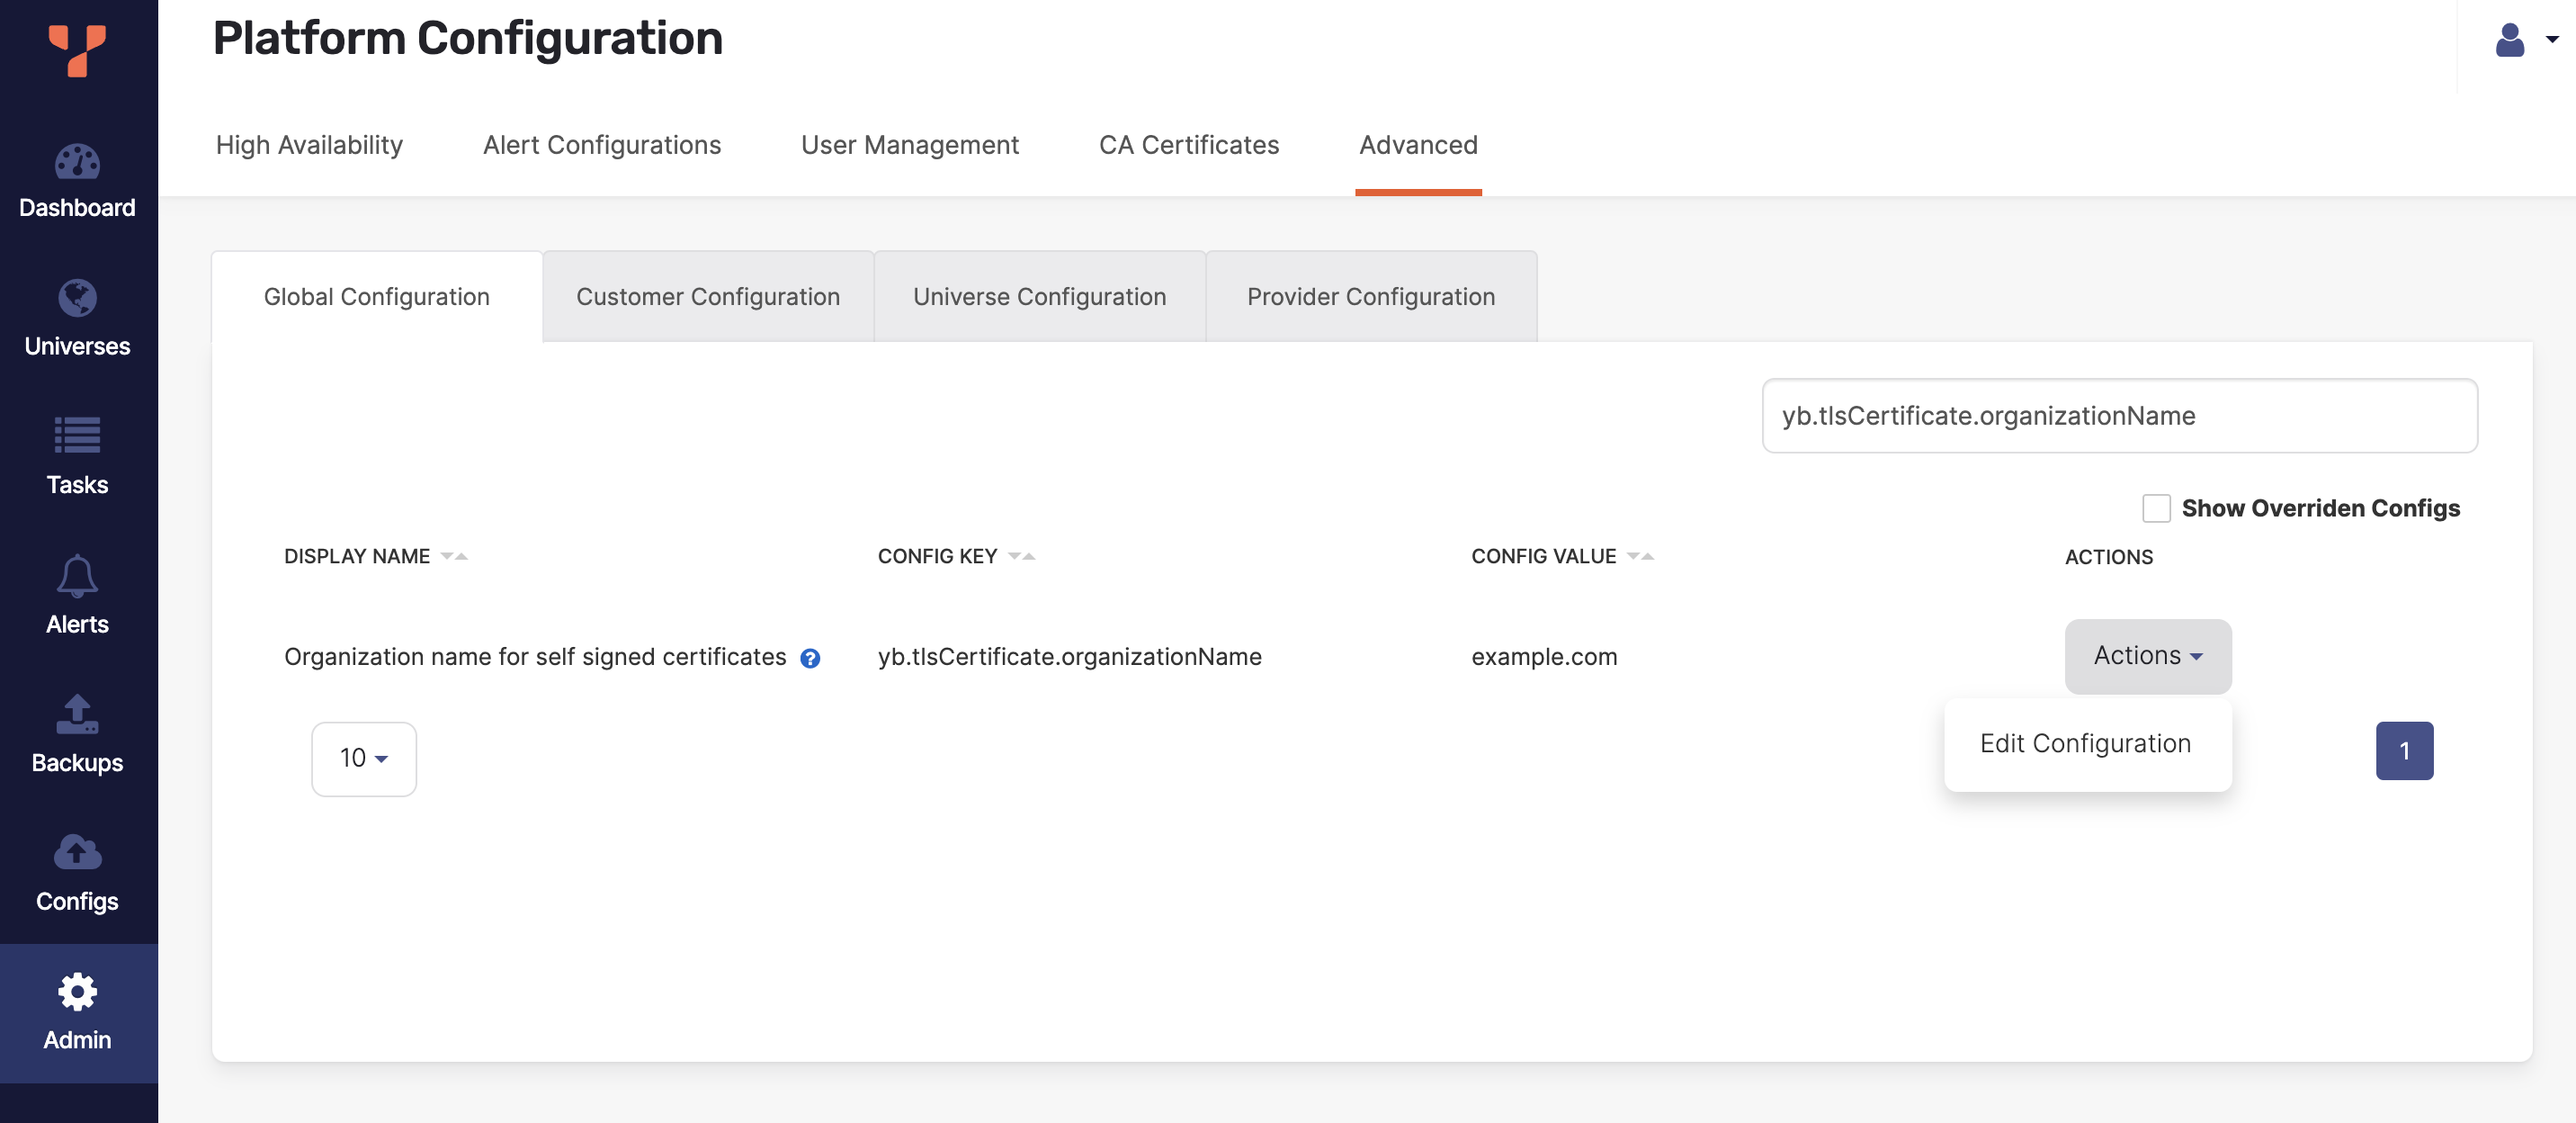 Platform Configuration
High Availability
Alert Configurations
User Management
CA Certificates
Advanced
Dashboard
Universes
Tasks
Alerts
Backups
Configs
Admin
Global Configuration
Customer Configuration
Universe Configuration
Provider Configuration
yb.tlsCertificate.organizationName
Show Overriden Configs
DISPLAY NAME
CONFIG KEY
CONFIG VALUE
ACTIONS
Organization name for self signed certificates ?
yb.tlsCertificate.organizationName
example.com
Actions
Edit Configuration
10
1